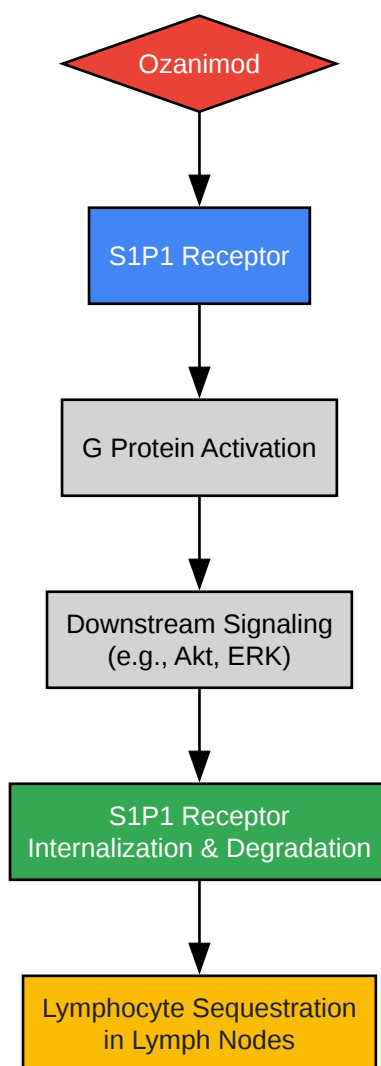 Ozanimod
S1P1 Receptor
G Protein Activation
Downstream Signaling
(e.g., Akt, ERK)
S1P1 Receptor
Internalization & Degradation
Lymphocyte Sequestration
in Lymph Nodes